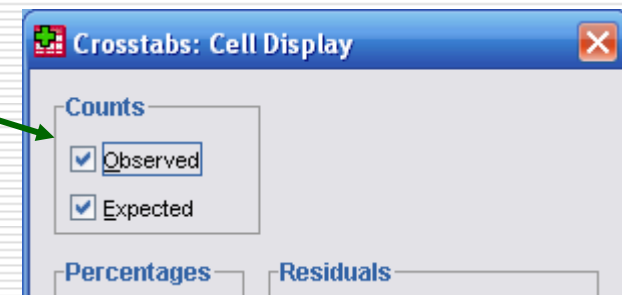 Crosstabs: Cell Display
Counts
Observed
Expected
Percentages Residuals